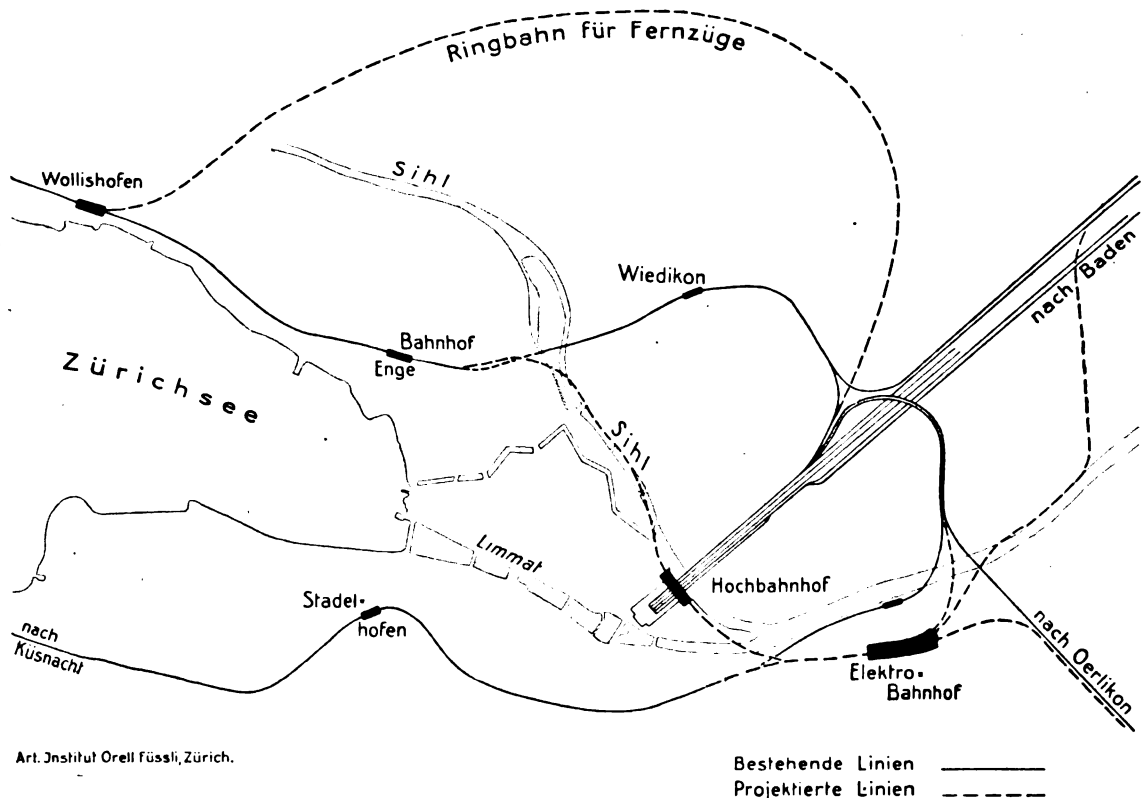 Ringbahn für Fernzüge
Wollishofen
Sihl
Wiedikon
nach Baden
Bahnhof
Enge
Zürichsee
Sihl
Limmat
Hochbahnhof
Stadel-
hofen
nach
Küsnacht
Elektro-
Bahnhof
nach Oerlikon
Art. Institut Orell Füssli, Zürich.
Bestehende Linien
Projektierte Linien